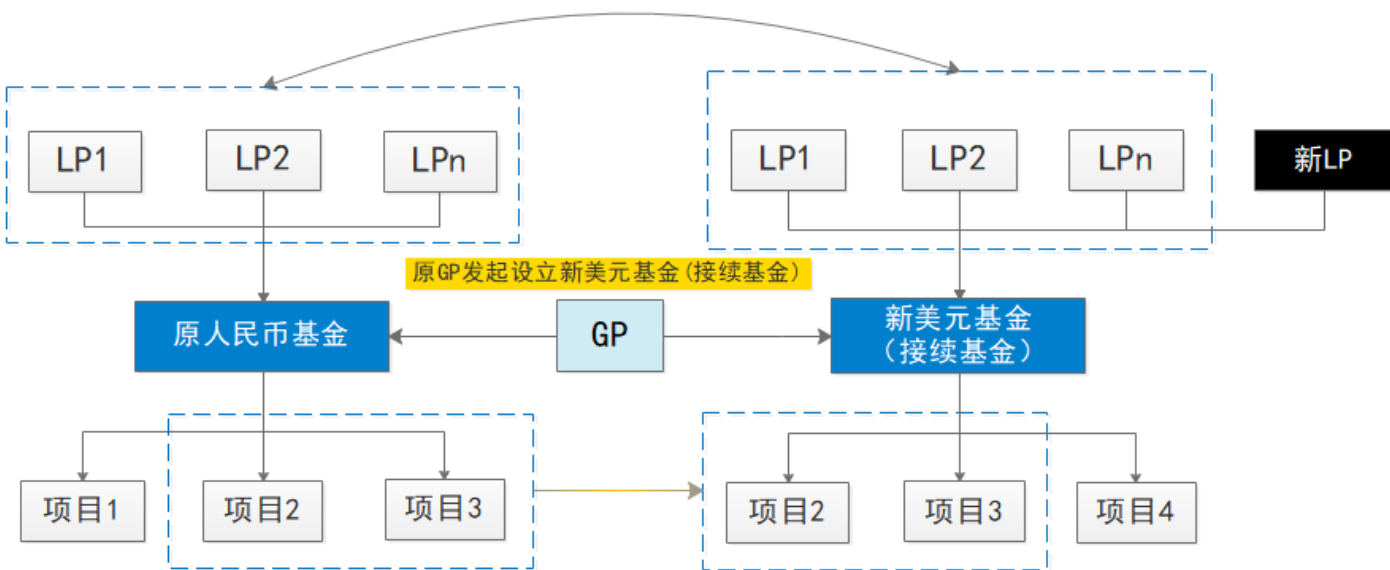 LP1
LP2
LPn
LP1
LP2
LPn
新LP
原GP发起设立新美元基金(接续基金)
原人民币基金
GP
新美元基金
（接续基金）
项目1
项目2
项目3
项目2
项目3
项目4